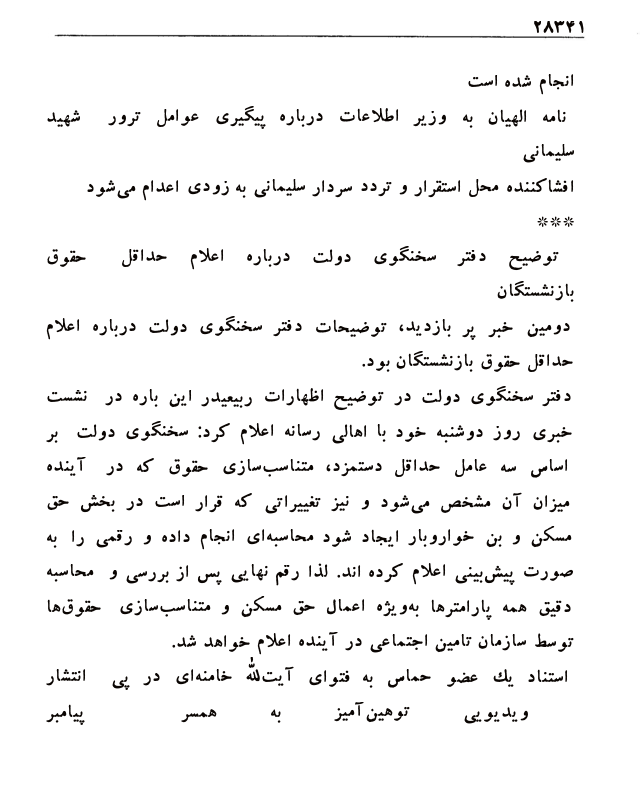 ۲۸۳۴۱
انجام شده است
نامه الهیان به وزیر اطلاعات درباره پیگیری عوامل ترور شهید
سلیمانی
افشاکننده محل استقرار و تردد سردار سلیمانی به زودی اعدام می‌شود
***
توضیح دفتر سخنگوی دولت درباره اعلام حداقل حقوق
بازنشستگان
دومین خبر پر بازدید، توضیحات دفتر سخنگوی دولت درباره اعلام
حداقل حقوق بازنشستگان بود.
دفتر سخنگوی دولت در توضیح اظهارات ربیعیدر این باره در نشست
خبری روز دوشنبه خود با اهالی رسانه اعلام کرد: سخنگوی دولت بر
اساس سه عامل حداقل دستمزد، متناسب‌سازی حقوق که در آینده
میزان آن مشخص می‌شود و نیز تغییراتی که قرار است در بخش حق
مسکن و بن خواروبار ایجاد شود محاسبه‌ای انجام داده و رقمی را به
صورت پیش‌بینی اعلام کرده اند. لذا رقم نهایی پس از بررسی و محاسبه
دقیق همه پارامترها به‌ویژه اعمال حق مسکن و متناسب‌سازی حقوق‌ها
توسط سازمان تامین اجتماعی در آینده اعلام خواهد شد.
استناد یك عضو حماس به فتوای آیت‌الله خامنه‌ای در پی انتشار
ویدیویی توهین‌آمیز به همسر پیامبر